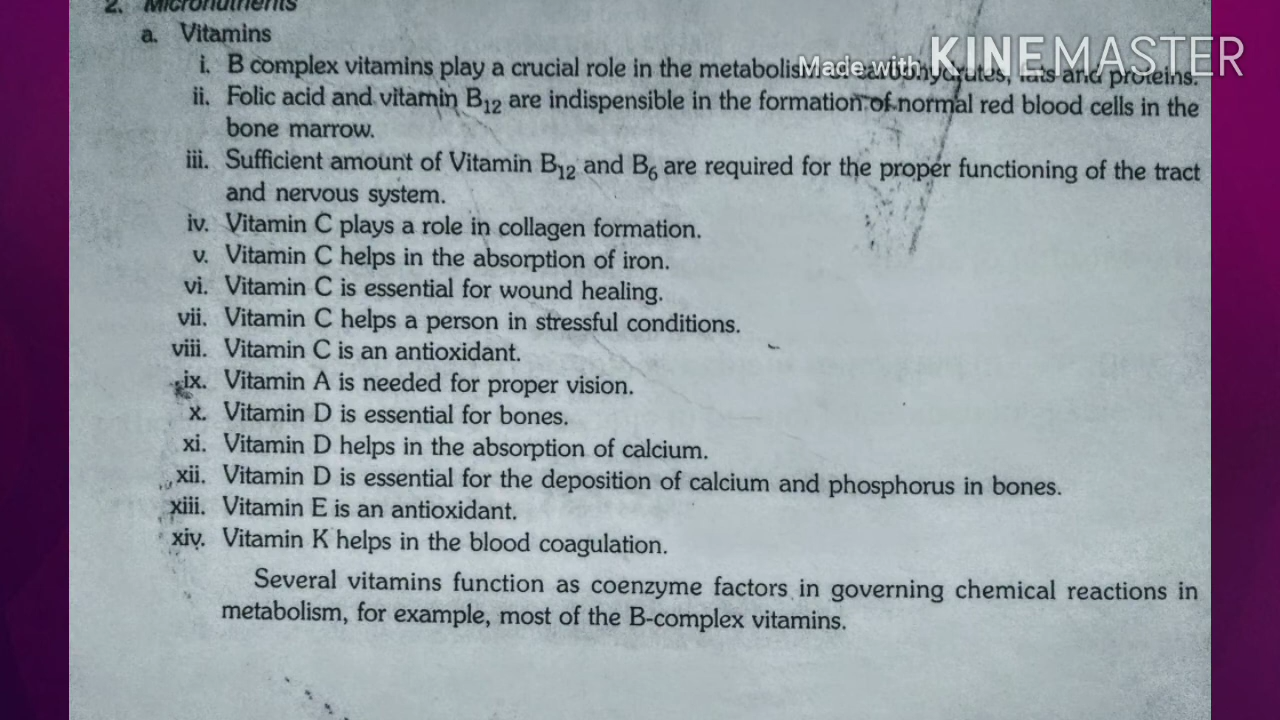 2. Micronutrients
a. Vitamins
i. B complex vitamins play a crucial role in the metabolism of carbohydrates, fats and proteins.
Made with KINEMASTER
ii. Folic acid and vitamin B12 are indispensible in the formation of normal red blood cells in the
bone marrow.
iii. Sufficient amount of Vitamin B12 and B6 are required for the proper functioning of the tract
and nervous system.
iv. Vitamin C plays a role in collagen formation.
v. Vitamin C helps in the absorption of iron.
vi. Vitamin C is essential for wound healing.
vii. Vitamin C helps a person in stressful conditions.
viii. Vitamin C is an antioxidant.
ix. Vitamin A is needed for proper vision.
x. Vitamin D is essential for bones.
xi. Vitamin D helps in the absorption of calcium.
xii. Vitamin D is essential for the deposition of calcium and phosphorus in bones.
xiii. Vitamin E is an antioxidant.
xiv. Vitamin K helps in the blood coagulation.
Several vitamins function as coenzyme factors in governing chemical reactions in
metabolism, for example, most of the B-complex vitamins.